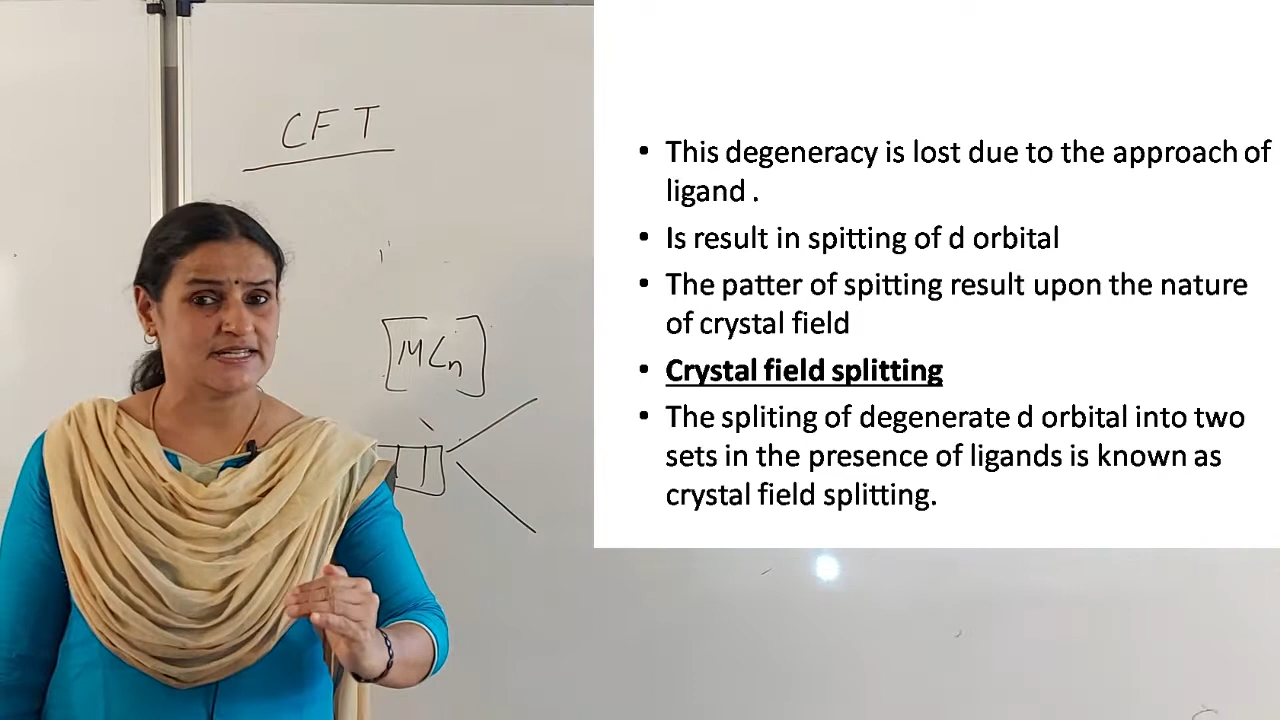 CFT
[MLn]
• This degeneracy is lost due to the approach of
ligand .
• Is result in spitting of d orbital
• The patter of spitting result upon the nature
of crystal field
• Crystal field splitting
• The spliting of degenerate d orbital into two
sets in the presence of ligands is known as
crystal field splitting.